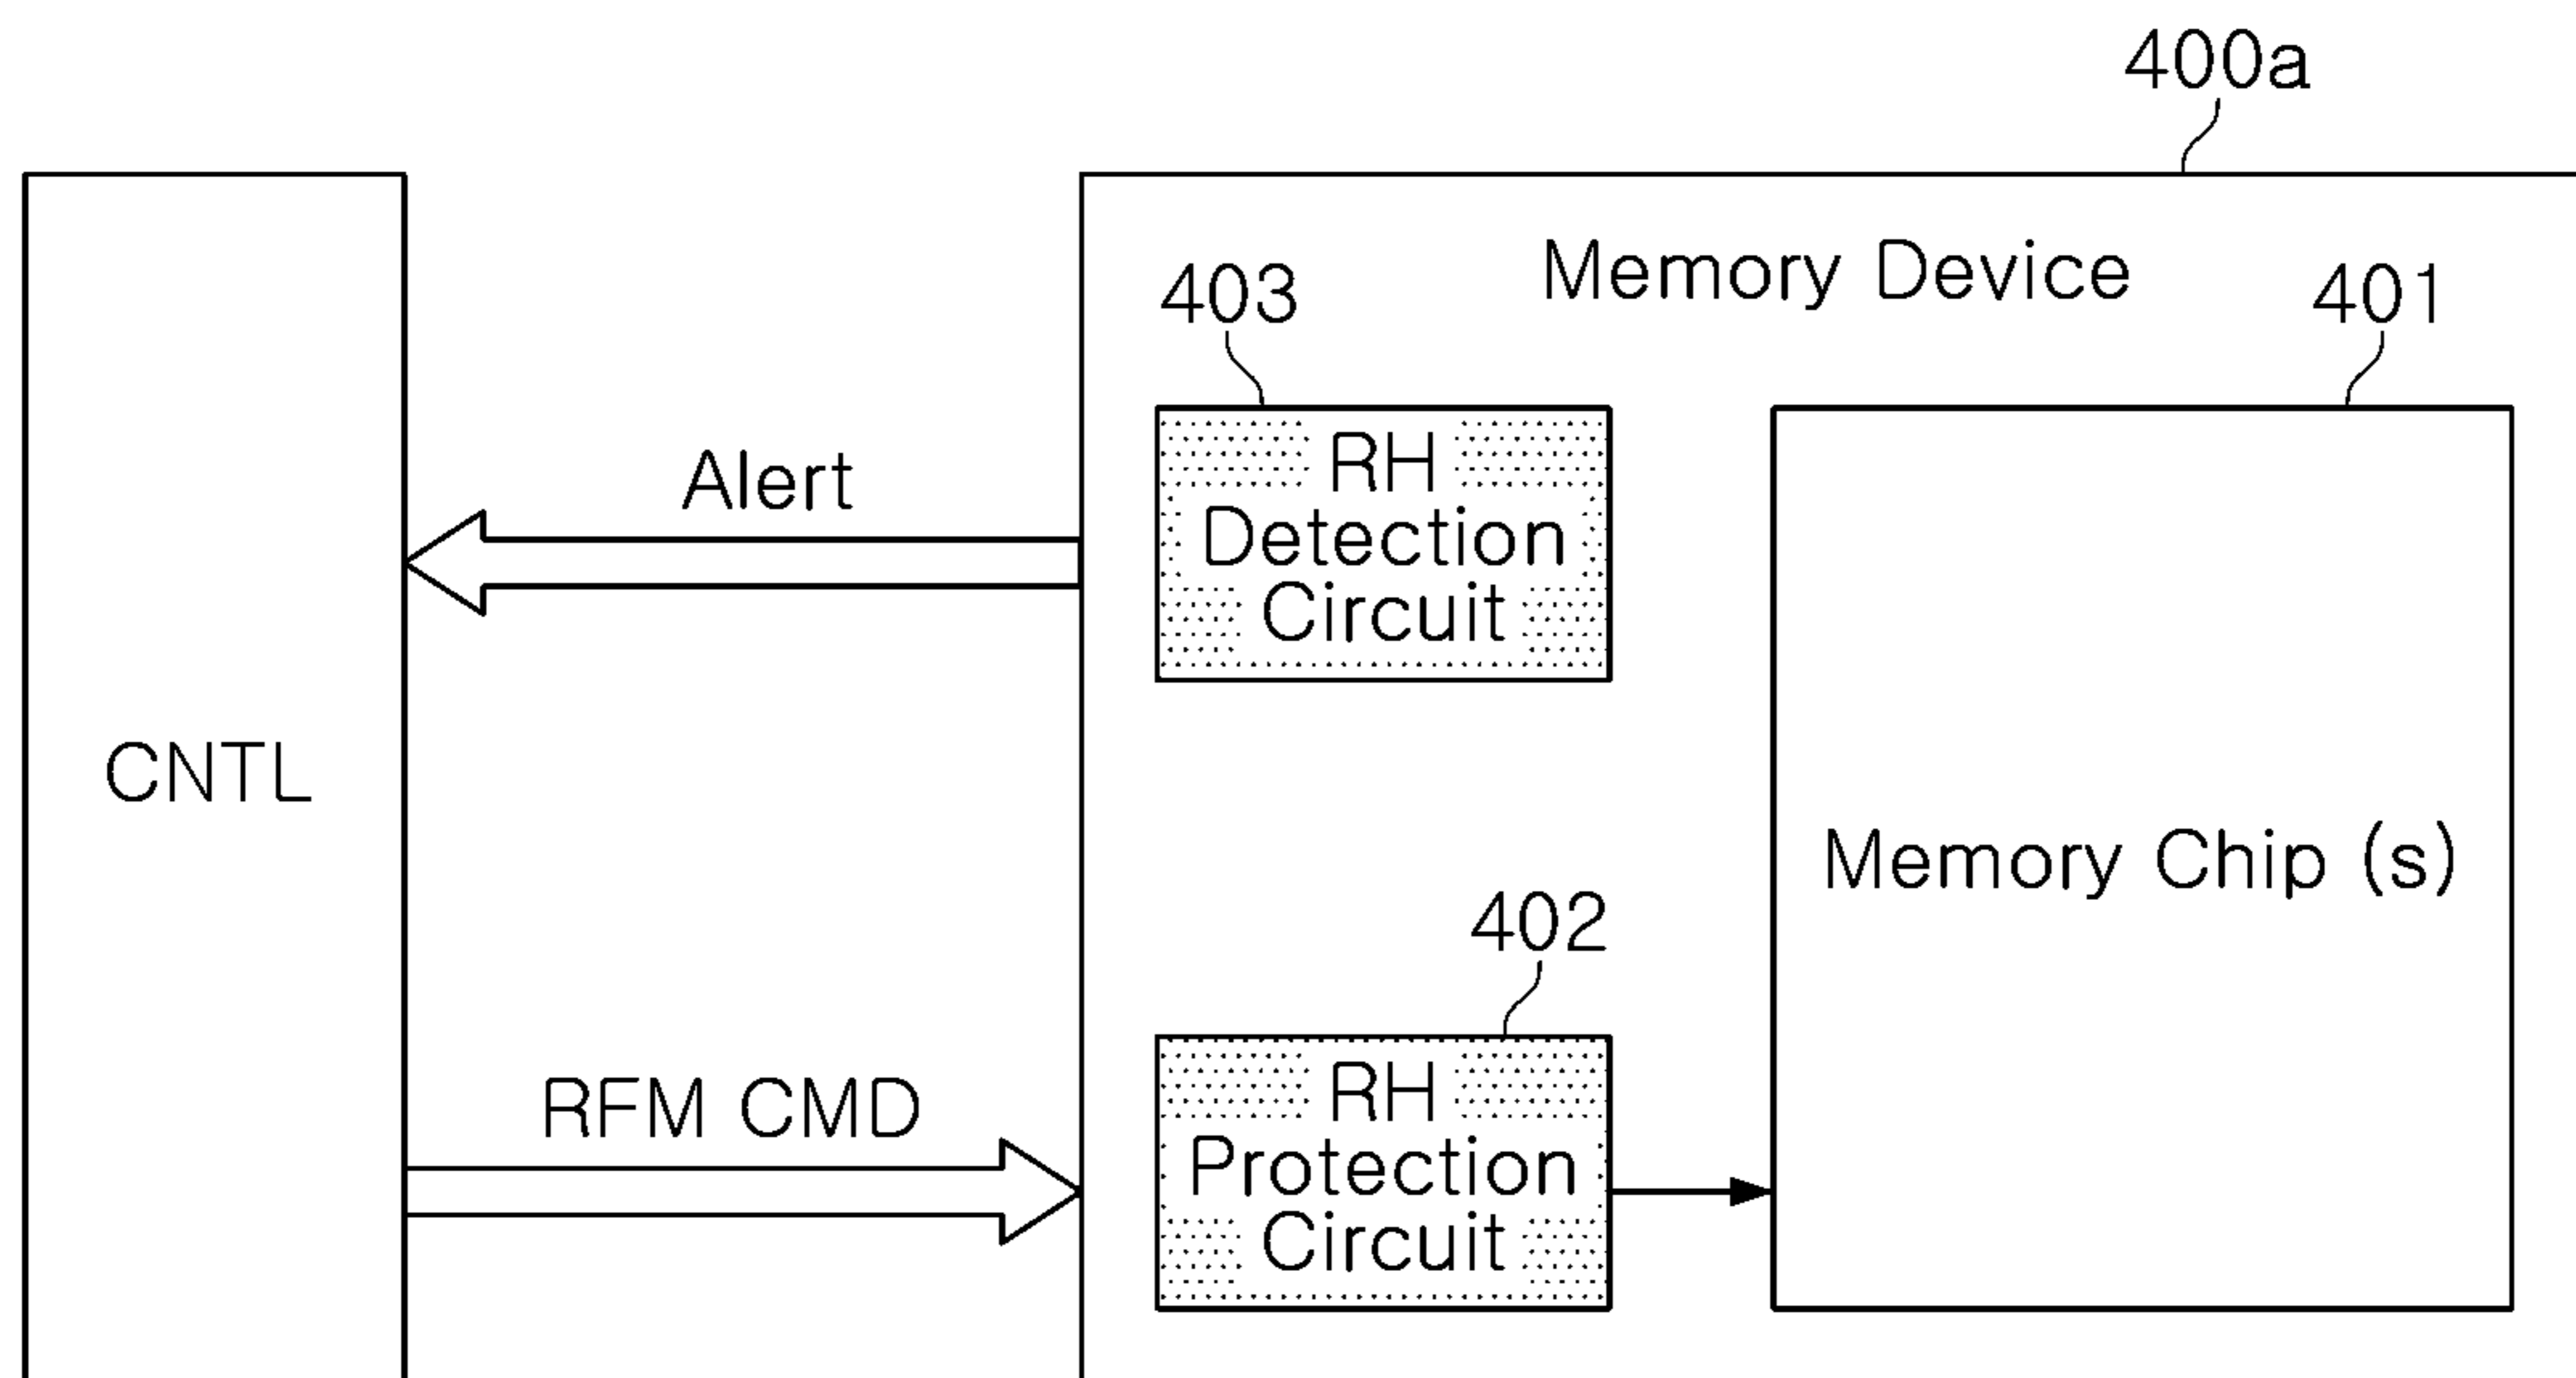 400a
Memory Device
403
401
RH
Detection
Circuit
Alert
CNTL
Memory Chip (s)
402
RFM CMD
RH
Protection
Circuit